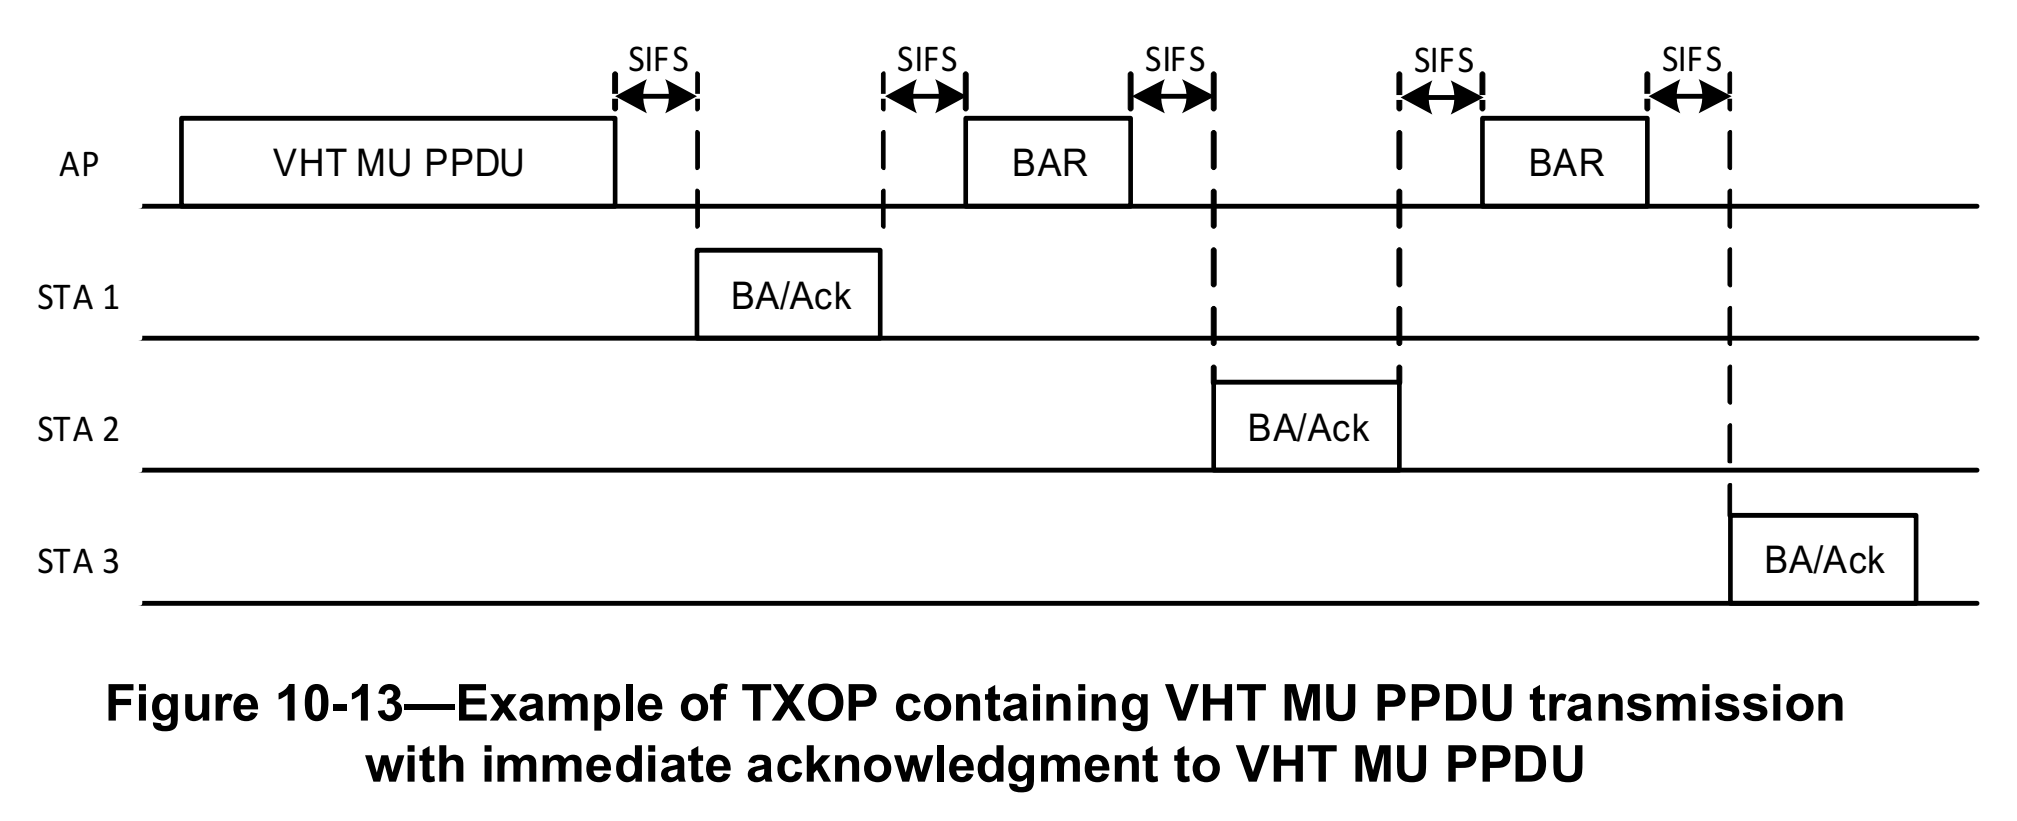 SIFS SIFS SIFS SIFS SIFS
AP VHT MU PPDU BAR BAR
STA 1 BA/Ack
STA 2 BA/Ack
STA 3 BA/Ack
Figure 10-13—Example of TXOP containing VHT MU PPDU transmission
with immediate acknowledgment to VHT MU PPDU